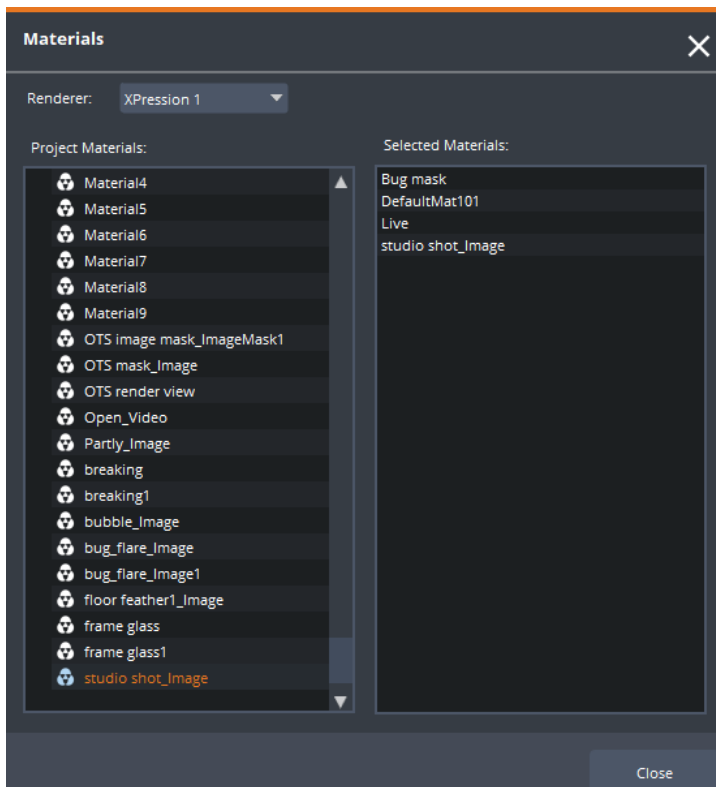 Materials
Renderer:
XPression 1
Project Materials:
Material4
Material5
Material6
Material7
Material8
Material9
OTS image mask_ImageMask1
OTS mask_Image
OTS render view
Open_Video
Partly_Image
breaking
breaking1
bubble_Image
bug_flare_Image
bug_flare_Image1
floor feather1_Image
frame glass
frame glass1
studio shot_Image
Selected Materials:
Bug mask
DefaultMat101
Live
studio shot_Image
Close